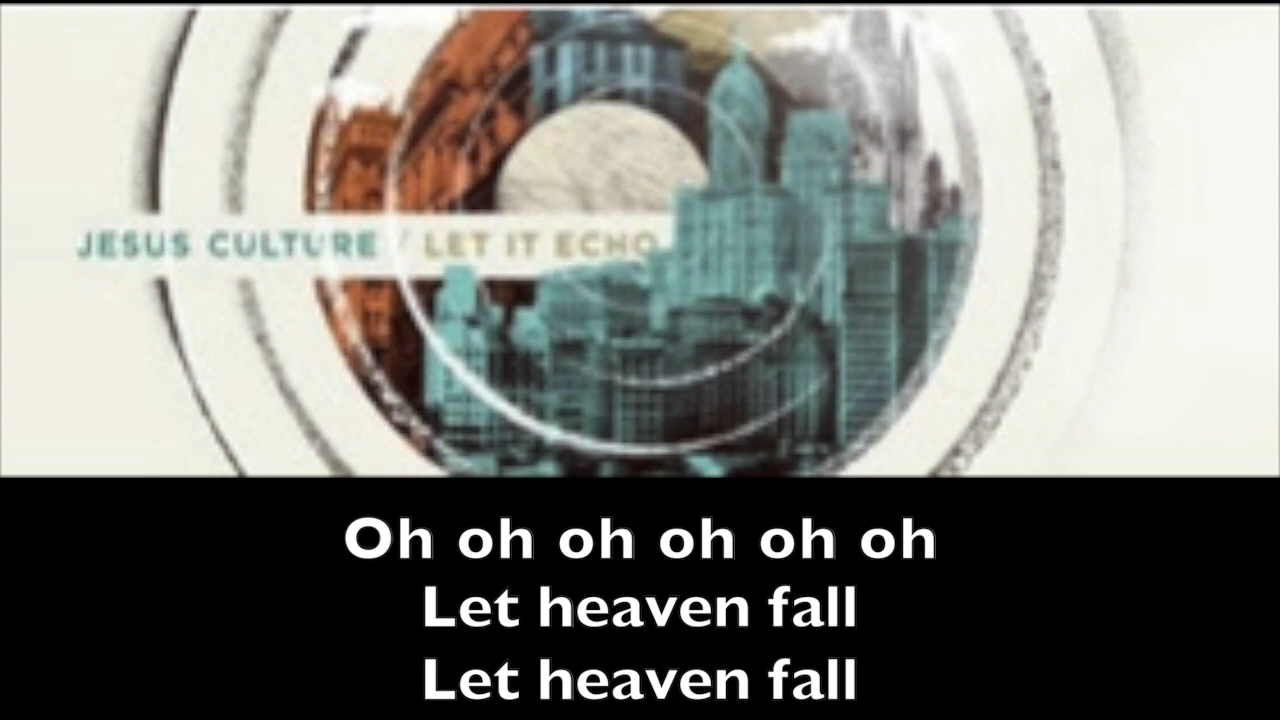 JESUS CULTURE / LET IT ECHO
Oh oh oh oh oh oh
Let heaven fall
Let heaven fall